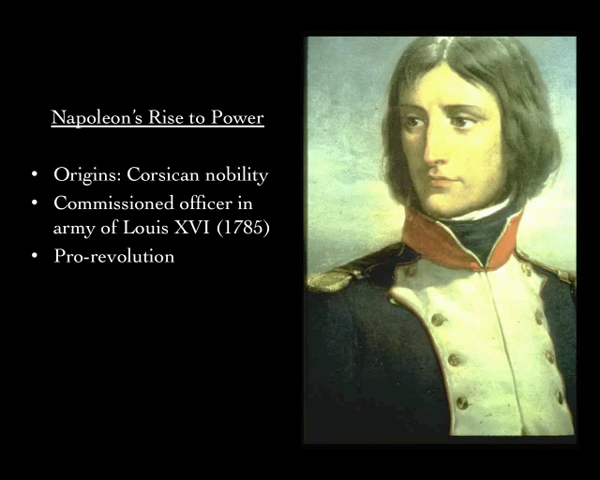 Napoleon's Rise to Power
• Origins: Corsican nobility
• Commissioned officer in
army of Louis XVI (1785)
• Pro-revolution